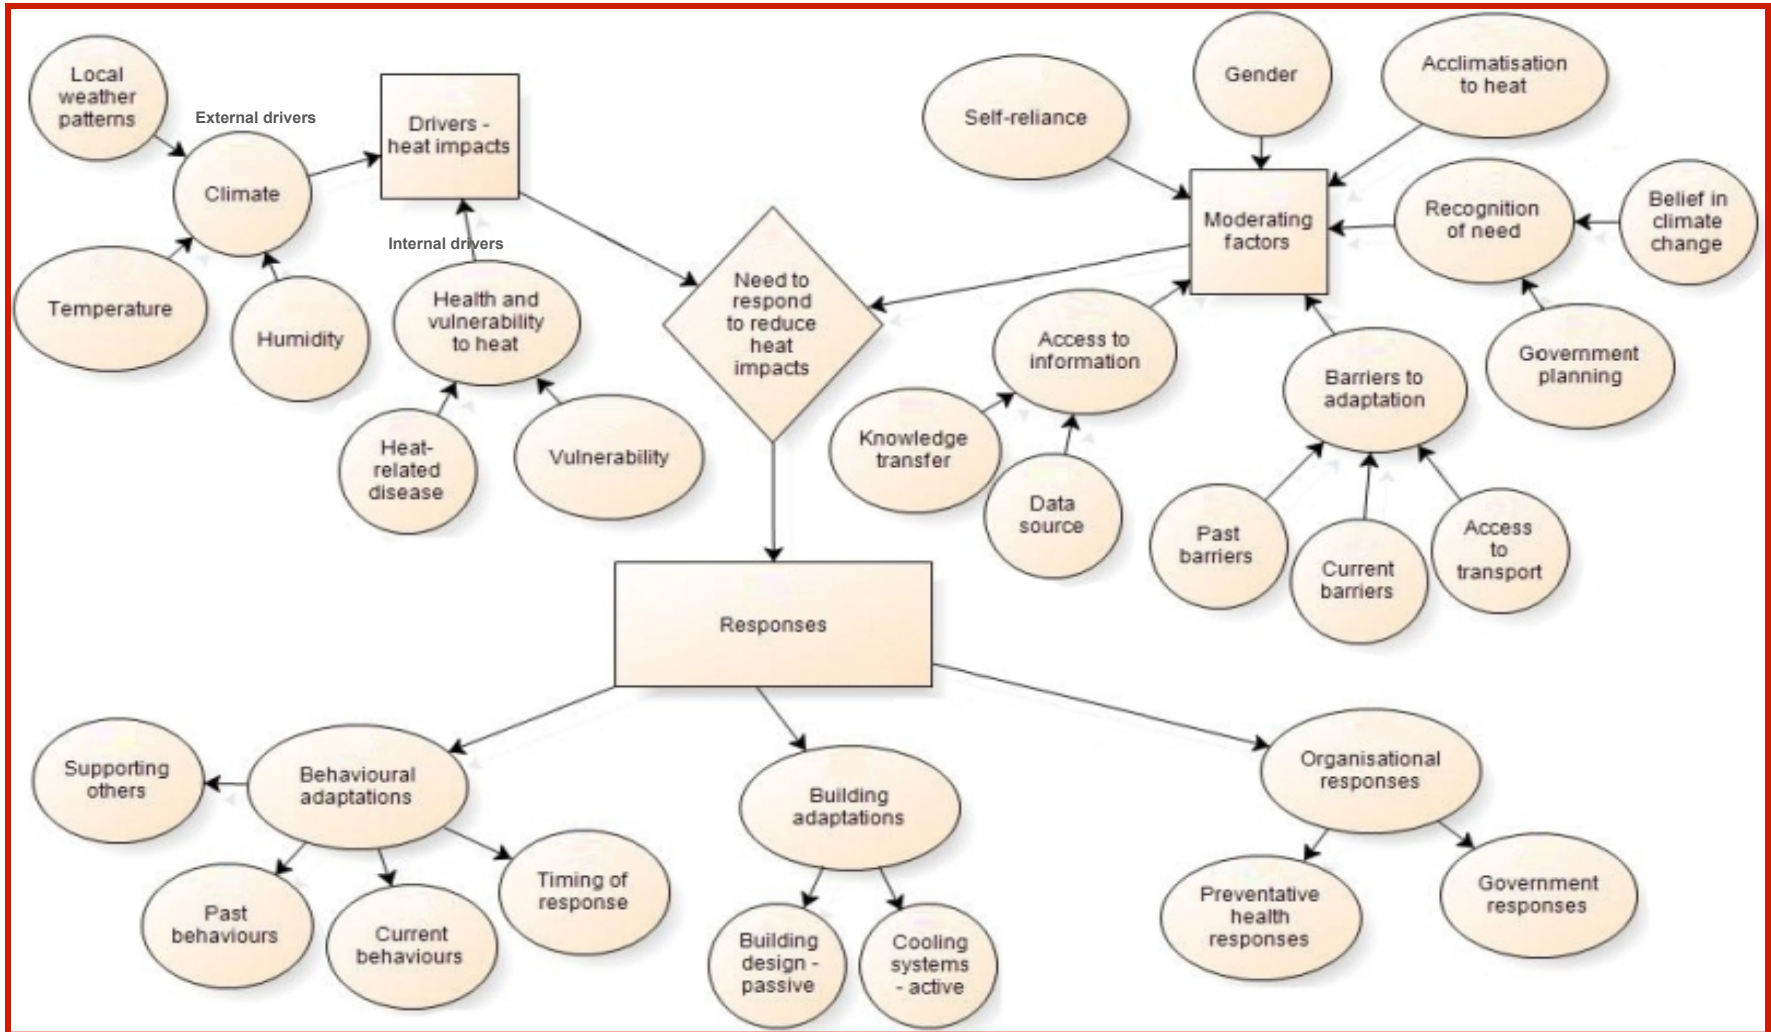 Local
weather
patterns
External drivers
Climate
Temperature
Humidity
Drivers -
heat impacts
Internal drivers
Health and
vulnerability
to heat
Heat-
related
disease
Vulnerability
Need to
respond
to reduce
heat
impacts
Self-reliance
Gender
Acclimatisation
to heat
Moderating
factors
Recognition
of need
Belief in
climate
change
Government
planning
Access to
information
Knowledge
transfer
Data
source
Barriers to
adaptation
Past
barriers
Current
barriers
Access
to
transport
Responses
Supporting
others
Behavioural
adaptations
Past
behaviours
Current
behaviours
Timing of
response
Building
adaptations
Building
design -
passive
Cooling
systems
- active
Organisational
responses
Preventative
health
responses
Government
responses